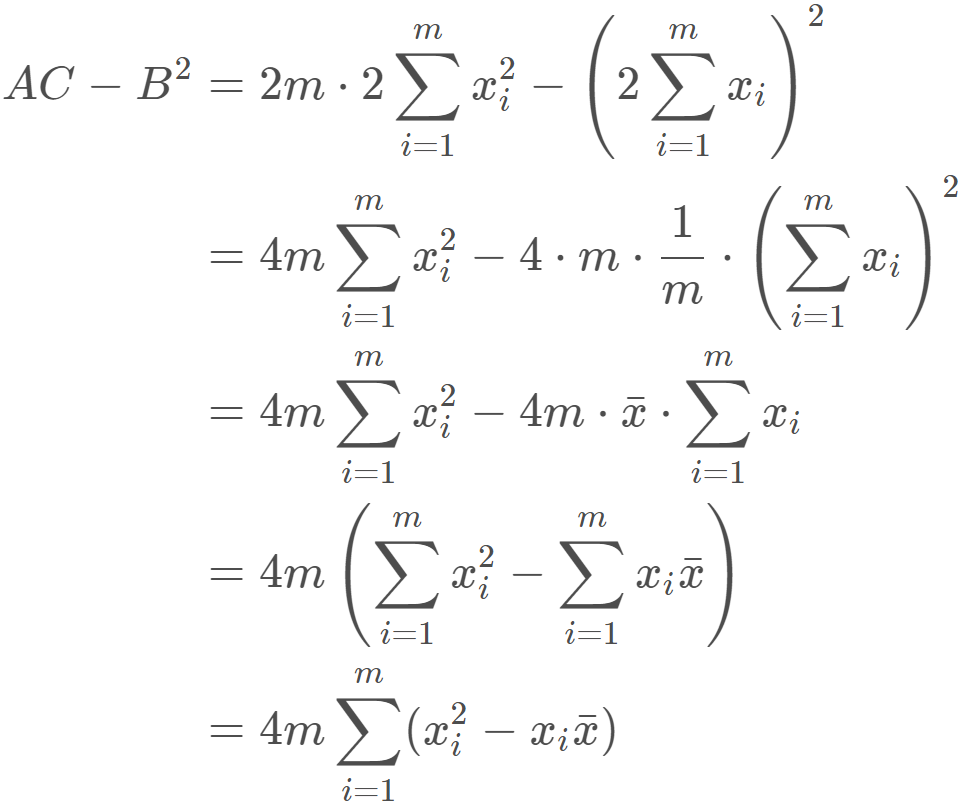 $AC - B^2 = 2m \cdot 2 \sum_{i=1}^{m} x_i^2 - \left( 2 \sum_{i=1}^{m} x_i \right)^2$
$= 4m \sum_{i=1}^{m} x_i^2 - 4 \cdot m \cdot \frac{1}{m} \cdot \left( \sum_{i=1}^{m} x_i \right)^2$
$= 4m \sum_{i=1}^{m} x_i^2 - 4m \cdot \bar{x} \cdot \sum_{i=1}^{m} x_i$
$= 4m \left( \sum_{i=1}^{m} x_i^2 - \sum_{i=1}^{m} x_i \bar{x} \right)$
$= 4m \sum_{i=1}^{m} (x_i^2 - x_i \bar{x})$